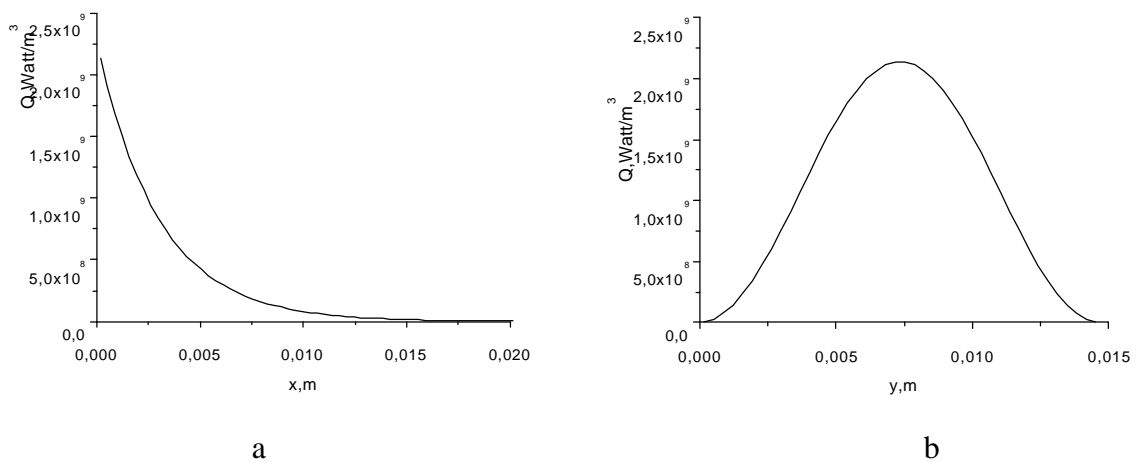 Q,Watt/m³
2,5x10⁹
2,0x10⁹
1,5x10⁹
1,0x10⁹
5,0x10⁸
0,0
0,000 0,005 0,010 0,015 0,020
x,m
a
Q,Watt/m³
2,5x10⁹
2,0x10⁹
1,5x10⁹
1,0x10⁹
5,0x10⁸
0,0
0,000 0,005 0,010 0,015
y,m
b